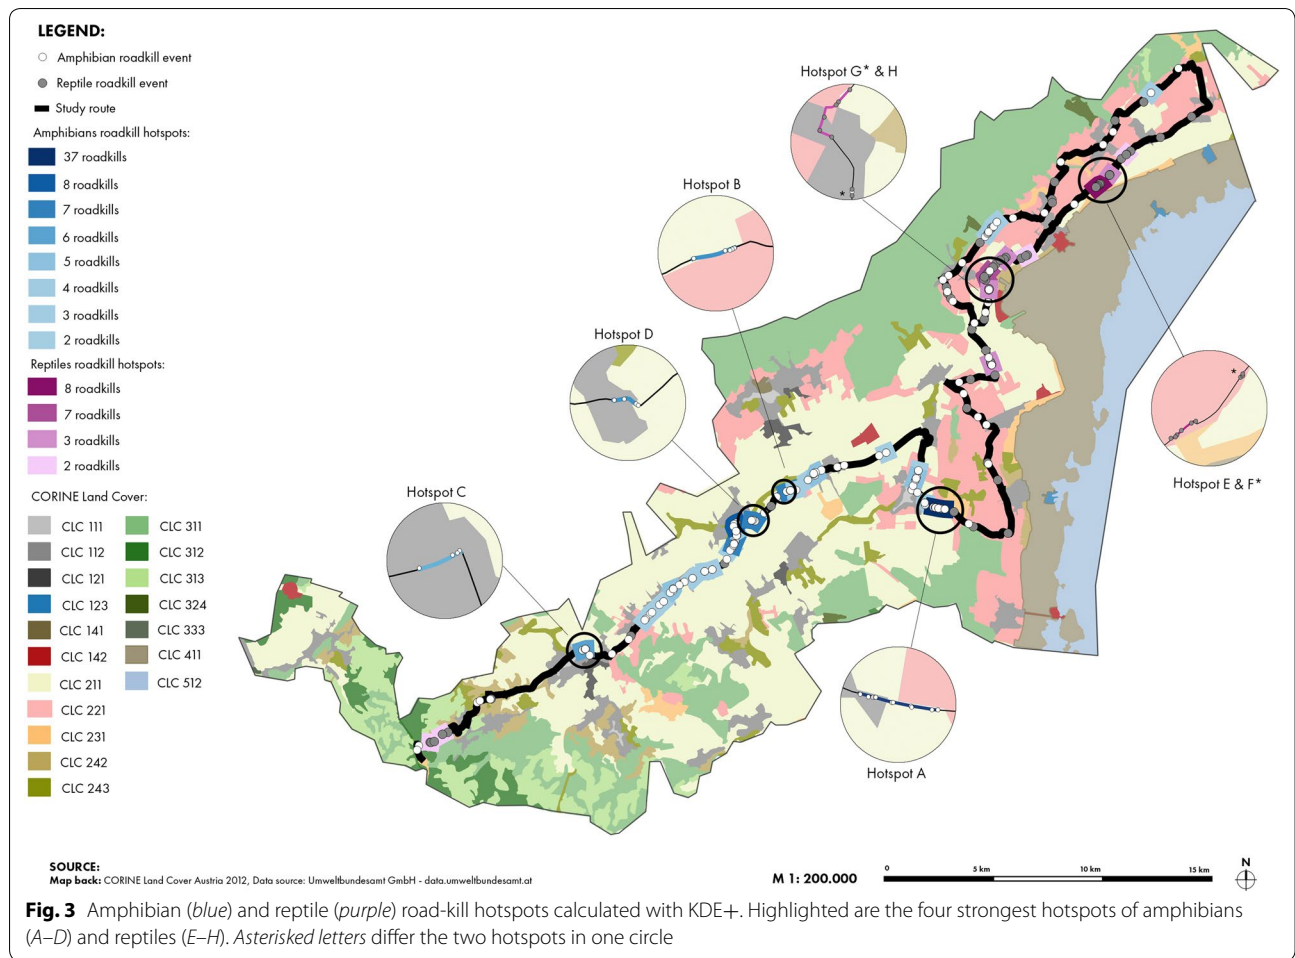 LEGEND:
Amphibian roadkill event
Reptile roadkill event
Study route
Amphibians roadkill hotspots:
37 roadkills
8 roadkills
7 roadkills
6 roadkills
5 roadkills
4 roadkills
3 roadkills
2 roadkills
Reptiles roadkill hotspots:
8 roadkills
7 roadkills
3 roadkills
2 roadkills
CORINE Land Cover:
CLC 111
CLC 112
CLC 121
CLC 123
CLC 141
CLC 142
CLC 211
CLC 221
CLC 231
CLC 242
CLC 243
CLC 311
CLC 312
CLC 313
CLC 324
CLC 333
CLC 411
CLC 512
Hotspot G* & H
*
Hotspot B
Hotspot D
Hotspot C
*
Hotspot E & F*
Hotspot A
SOURCE:
Map back: CORINE Land Cover Austria 2012, Data source: Umweltbundesamt GmbH - data.umweltbundesamt.at
M 1: 200.000
0 5 km 10 km 15 km
N
Fig. 3 Amphibian (blue) and reptile (purple) road-kill hotspots calculated with KDE+. Highlighted are the four strongest hotspots of amphibians
(A–D) and reptiles (E–H). Asterisked letters differ the two hotspots in one circle